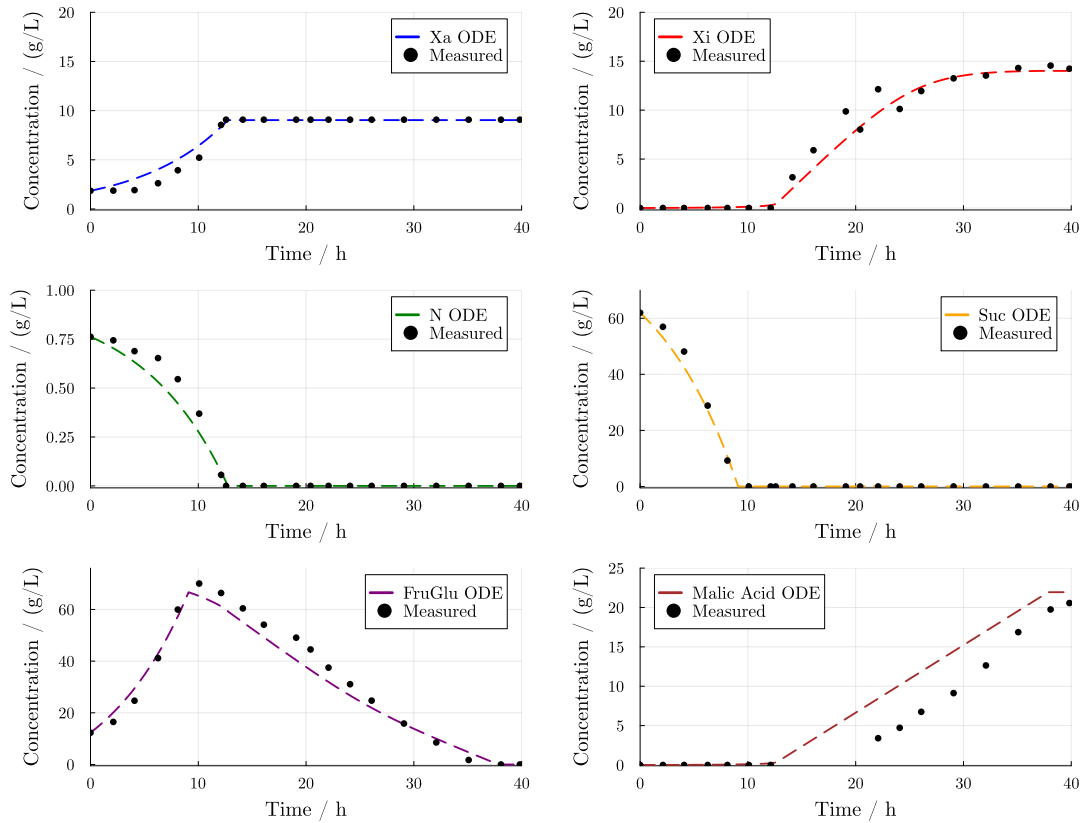 Concentration / (g/L)
20
15
10
5
0
Xa ODE
Measured
0 10 20 30 40
Time / h
Concentration / (g/L)
20
15
10
5
0
Xi ODE
Measured
0 10 20 30 40
Time / h
Concentration / (g/L)
1.00
0.75
0.50
0.25
0.00
N ODE
Measured
0 10 20 30 40
Time / h
Concentration / (g/L)
60
40
20
0
Suc ODE
Measured
0 10 20 30 40
Time / h
Concentration / (g/L)
60
40
20
0
FruGlu ODE
Measured
0 10 20 30 40
Time / h
Concentration / (g/L)
25
20
15
10
5
0
Malic Acid ODE
Measured
0 10 20 30 40
Time / h